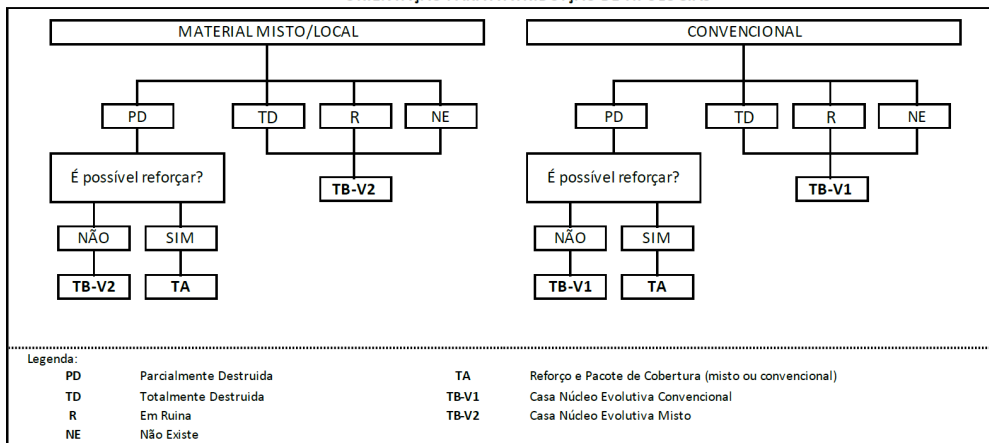 MATERIAL MISTO/LOCAL CONVENCIONAL
PD TD R NE PD TD R NE
É possível reforçar? TB-V2 É possível reforçar? TB-V1
NÃO SIM NÃO SIM
TB-V2 TA TB-V1 TA
Legenda:
PD Parcialmente Destruida TA Reforço e Pacote de Cobertura (misto ou convencional)
TD Totalmente Destruida TB-V1 Casa Núcleo Evolutiva Convencional
R Em Ruina TB-V2 Casa Núcleo Evolutiva Misto
NE Não Existe